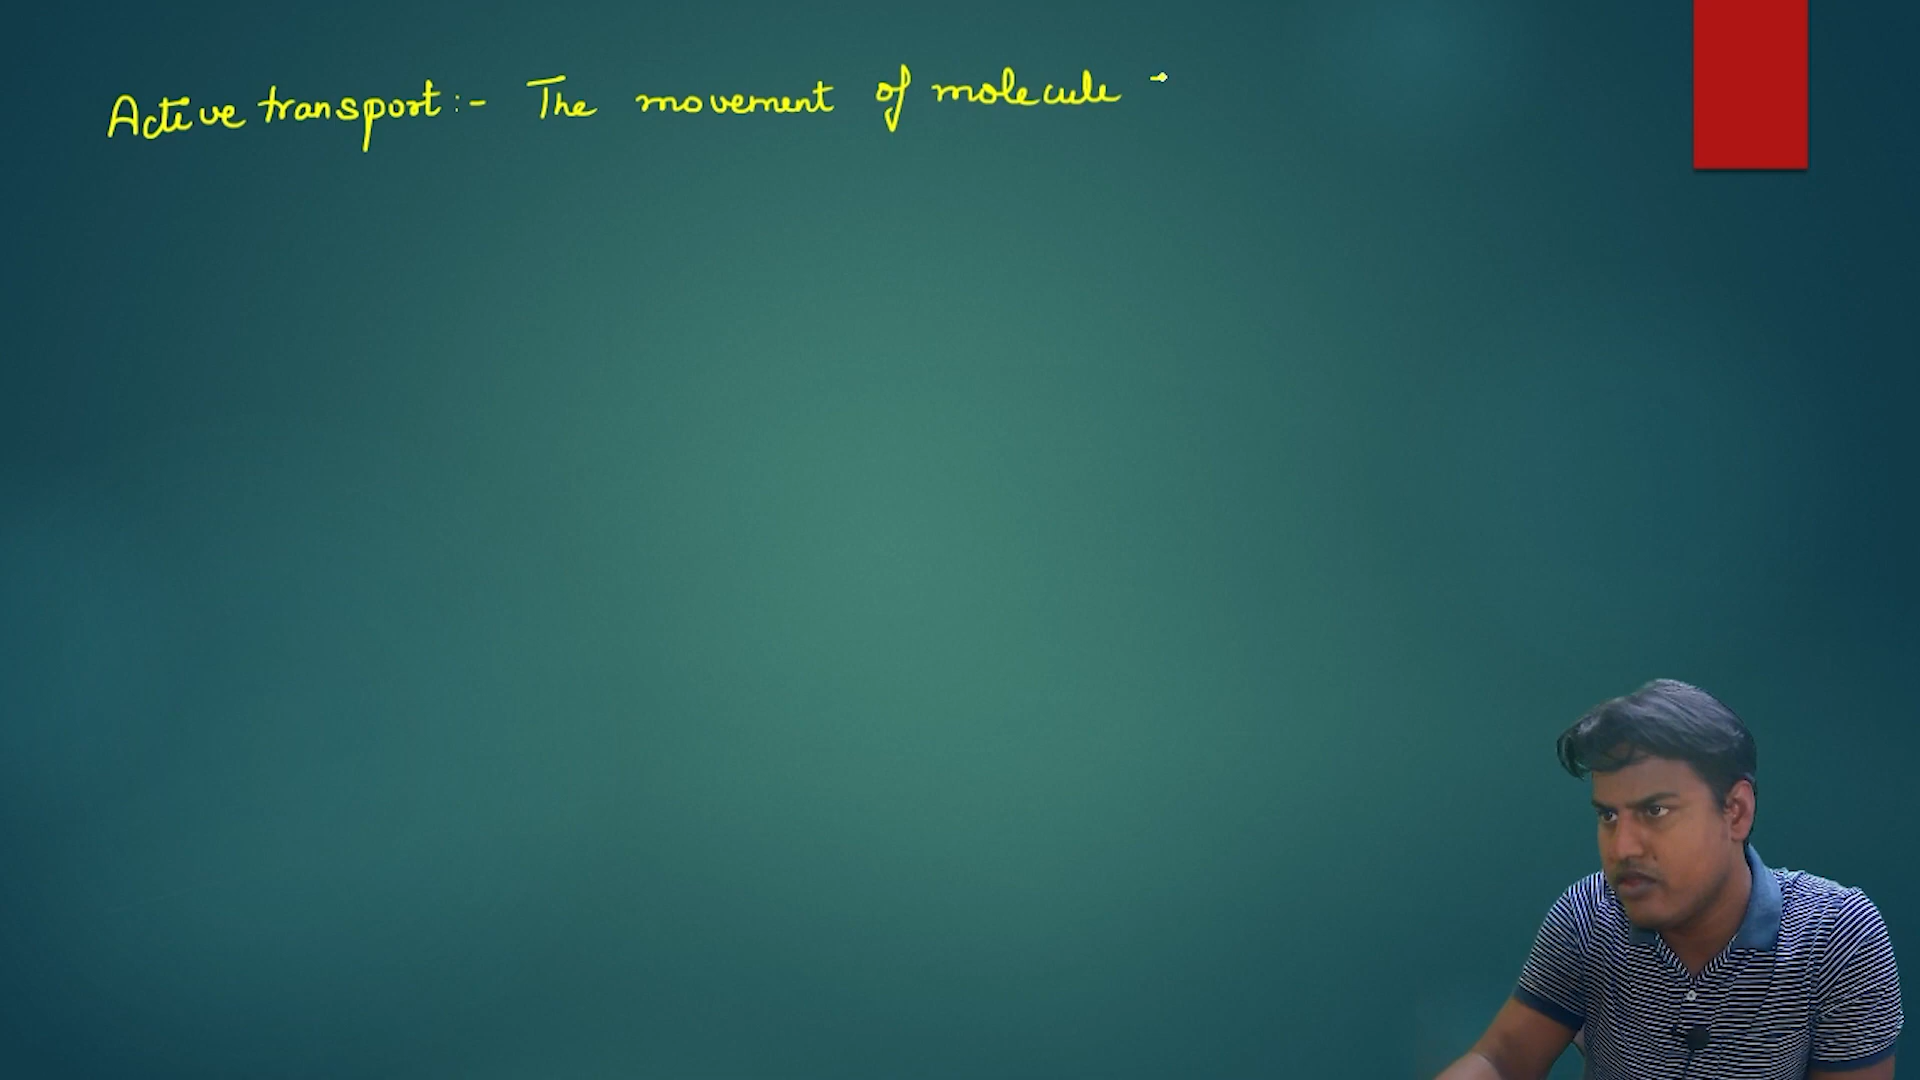 Active transport :- The movement of molecule